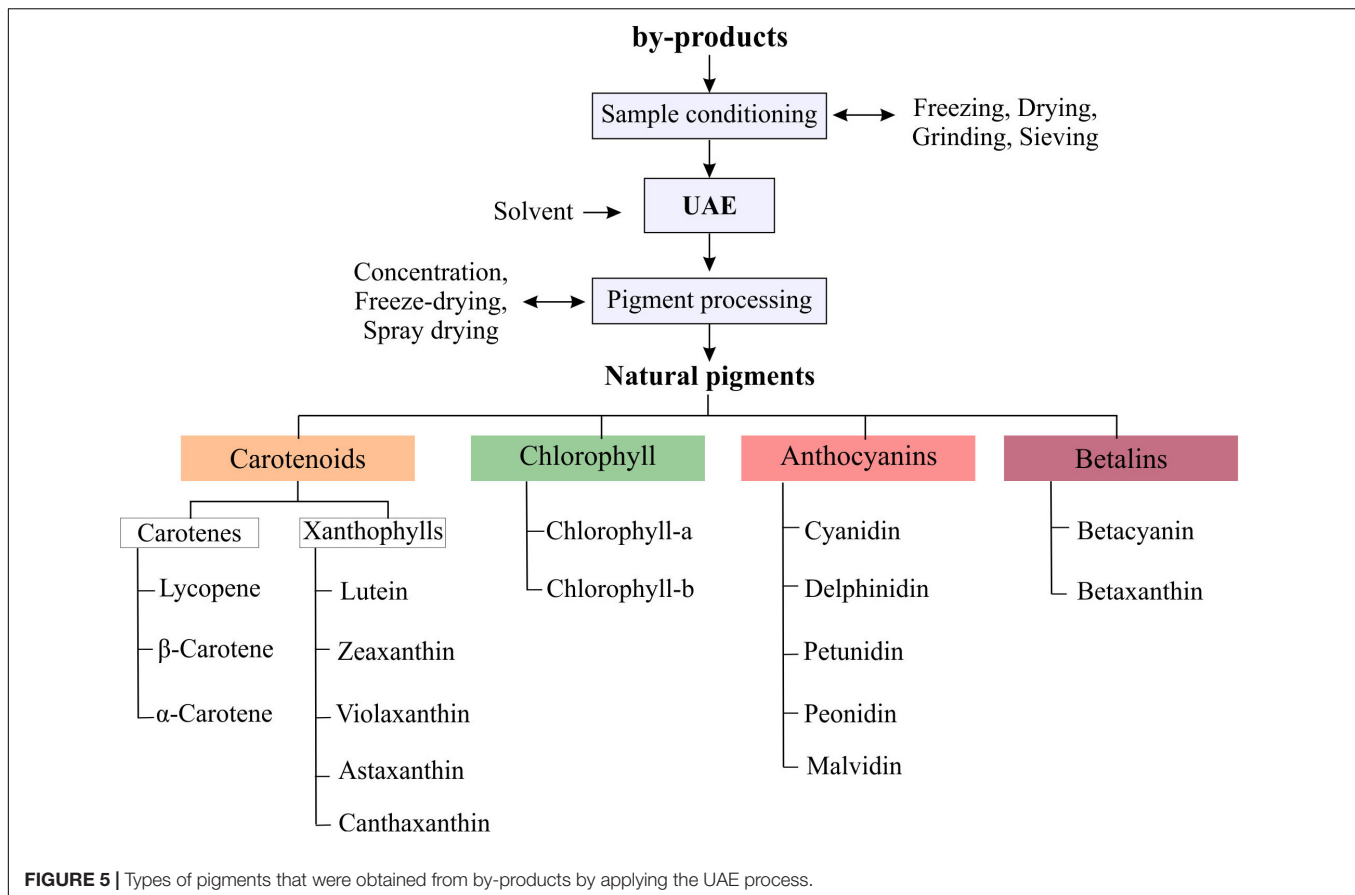 by-products
Sample conditioning
Freezing, Drying,
Grinding, Sieving
Solvent
UAE
Concentration,
Freeze-drying,
Spray drying
Pigment processing
Natural pigments
Carotenoids
Chlorophyll
Anthocyanins
Betalins
Carotenes
Xanthophylls
Lycopene
β-Carotene
α-Carotene
Lutein
Zeaxanthin
Violaxanthin
Astaxanthin
Canthaxanthin
Chlorophyll-a
Chlorophyll-b
Cyanidin
Delphinidin
Petunidin
Peonidin
Malvidin
Betacyanin
Betaxanthin
FIGURE 5 | Types of pigments that were obtained from by-products by applying the UAE process.